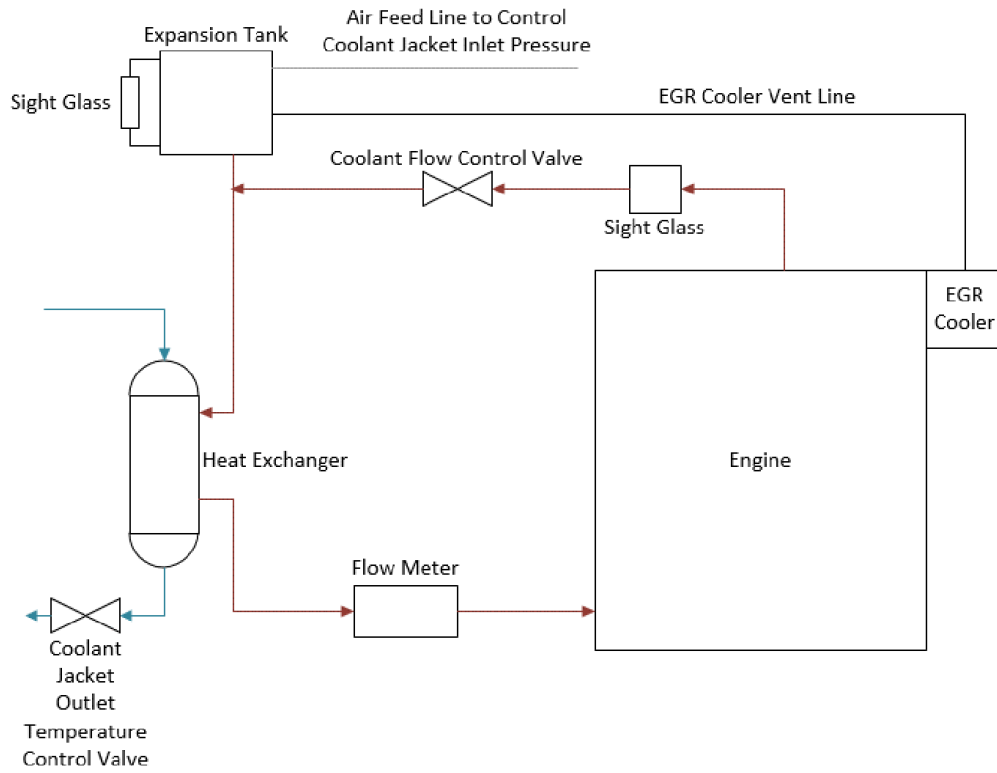 Air Feed Line to Control
Coolant Jacket Inlet Pressure
Expansion Tank
Sight Glass
EGR Cooler Vent Line
Coolant Flow Control Valve
Sight Glass
EGR
Cooler
Heat Exchanger
Engine
Flow Meter
Coolant
Jacket
Outlet
Temperature
Control Valve